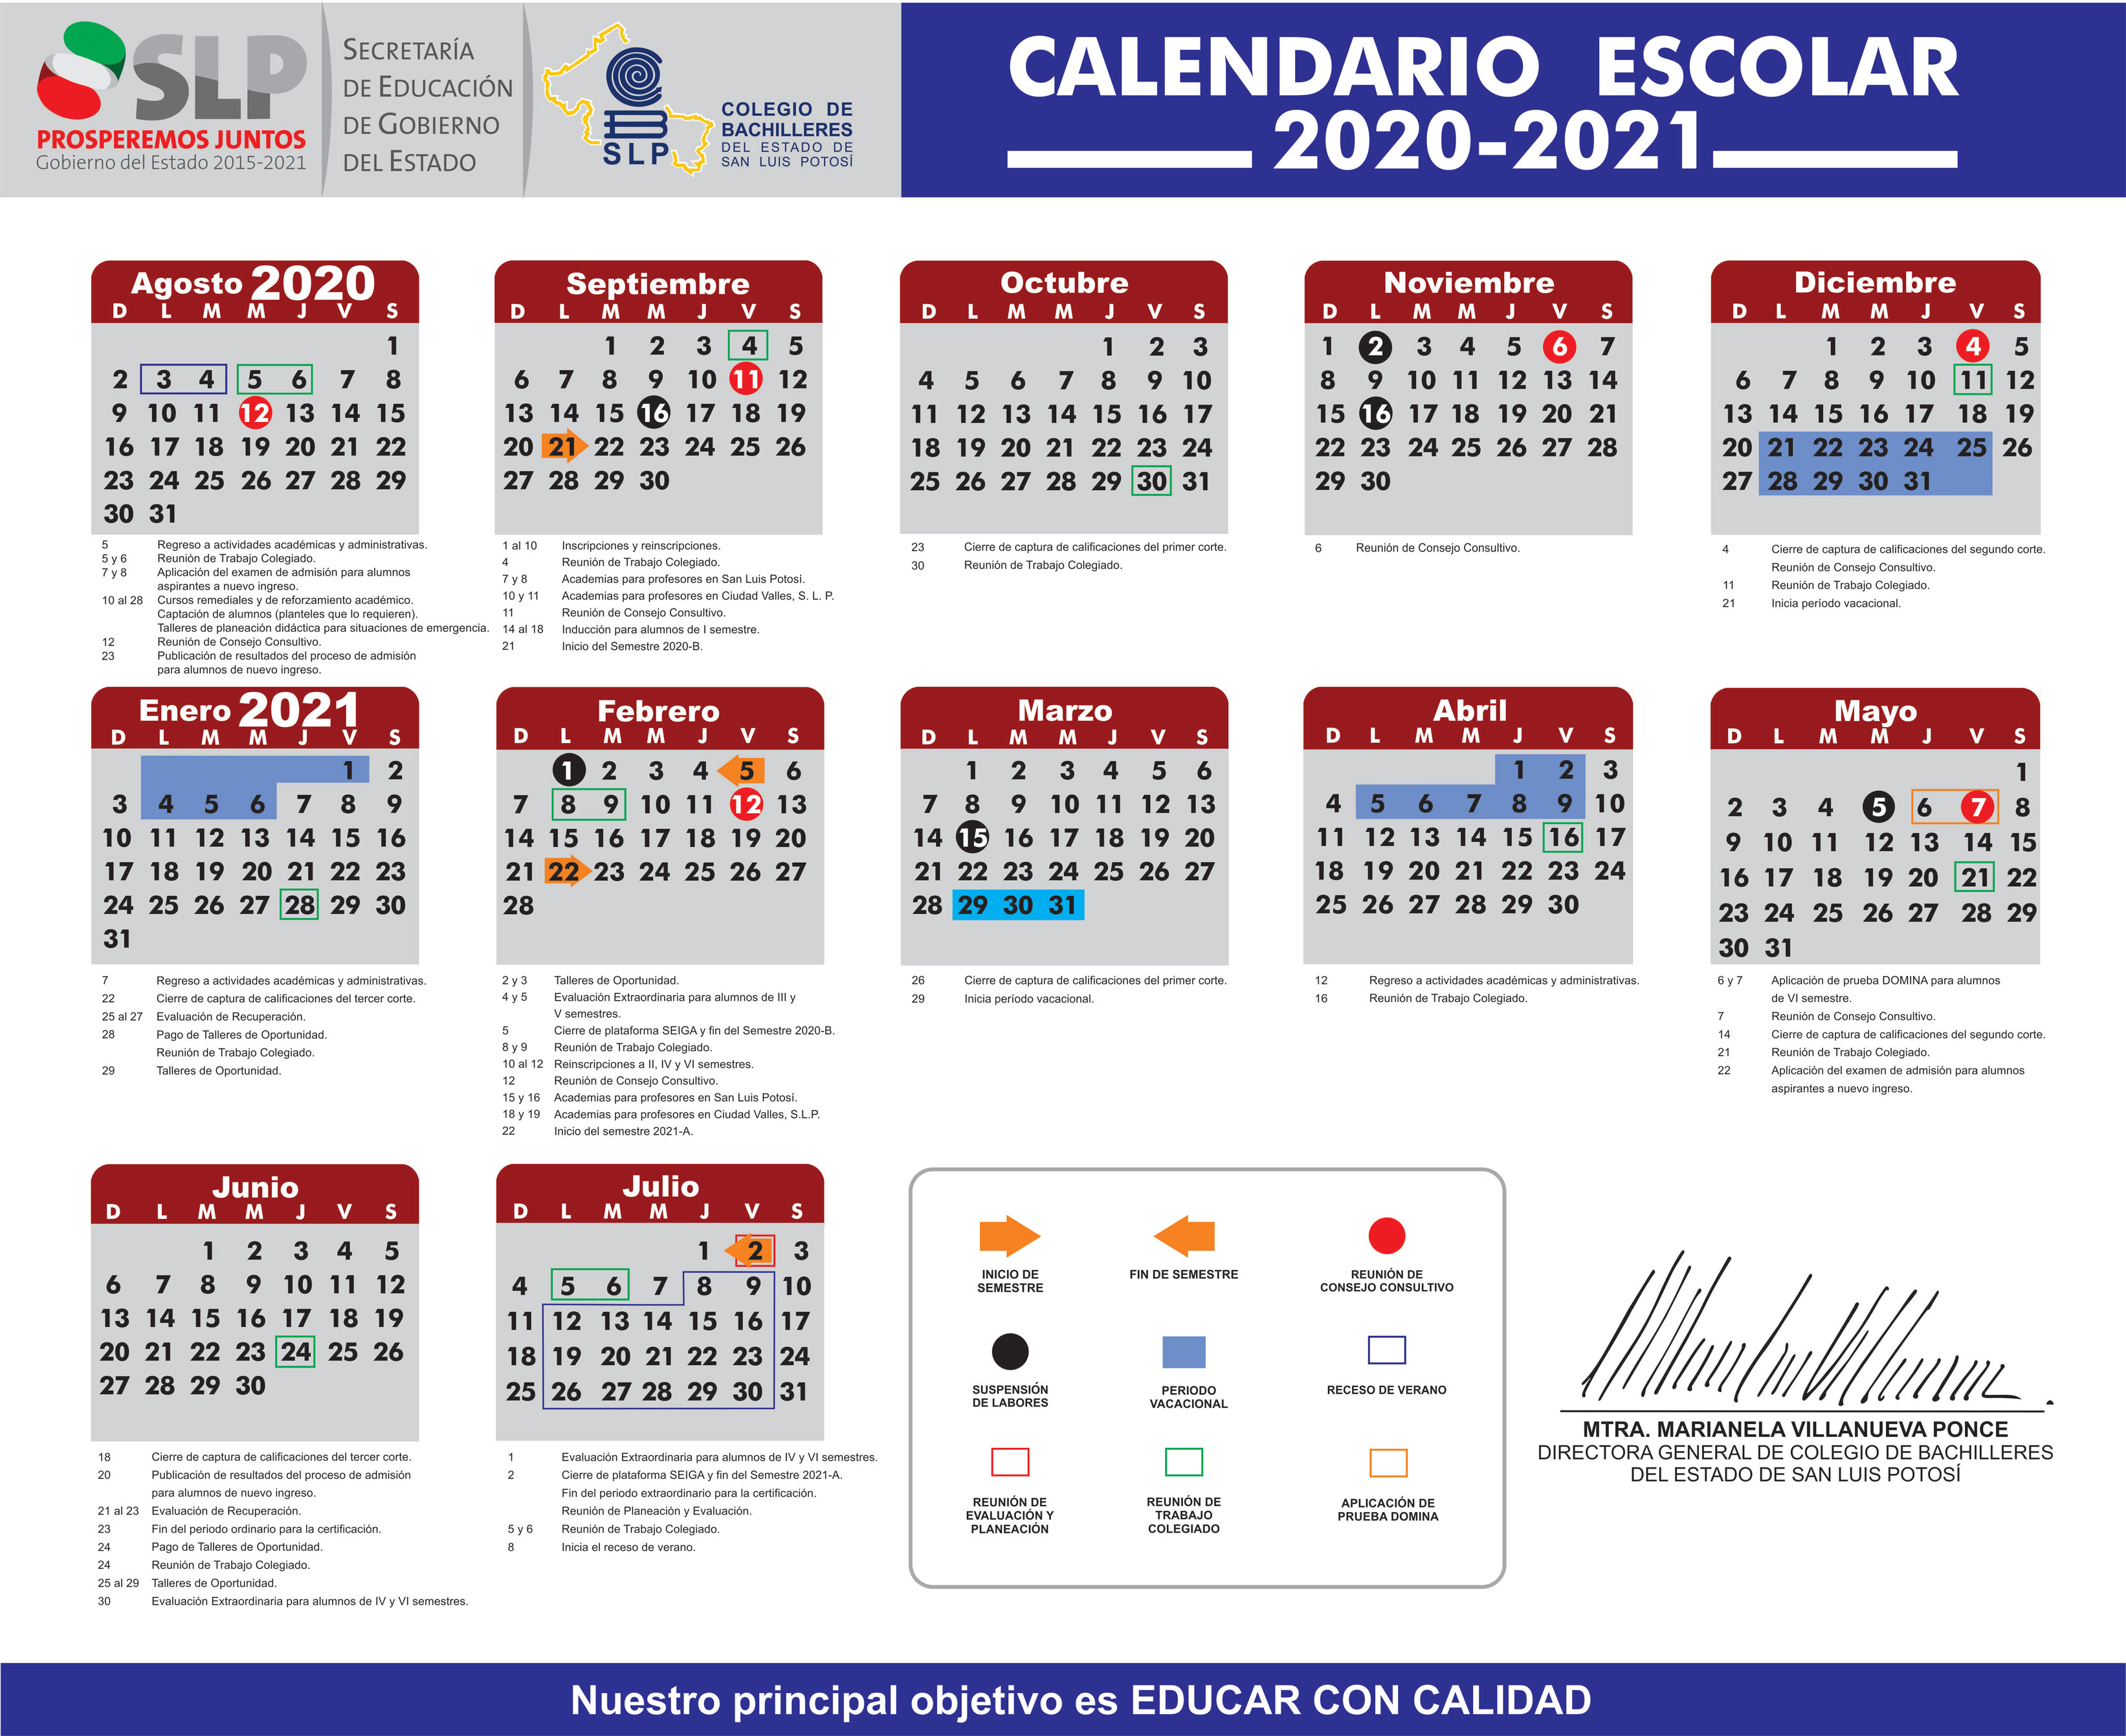 SLP
PROSPEREMOS JUNTOS
Gobierno del Estado 2015-2021
SECRETARÍA
DE EDUCACIÓN
DE GOBIERNO
DEL ESTADO
SLP
COLEGIO DE
BACHILLERES
DEL ESTADO DE
SAN LUIS POTOSÍ
CALENDARIO ESCOLAR
2020-2021
Agosto 2020
D L M M J V S
1
2 3 4 5 6 7 8
9 10 11 12 13 14 15
16 17 18 19 20 21 22
23 24 25 26 27 28 29
30 31
5 Regreso a actividades académicas y administrativas.
5 y 6 Reunión de Trabajo Colegiado.
7 y 8 Aplicación del examen de admisión para alumnos
aspirantes a nuevo ingreso.
10 al 28 Cursos remediales y de reforzamiento académico.
Captación de alumnos (planteles que lo requieren).
Talleres de planeación didáctica para situaciones de emergencia.
12 Reunión de Consejo Consultivo.
23 Publicación de resultados del proceso de admisión
para alumnos de nuevo ingreso.
Septiembre
D L M M J V S
1 2 3 4 5
6 7 8 9 10 11 12
13 14 15 16 17 18 19
20 21 22 23 24 25 26
27 28 29 30
1 al 10 Inscripciones y reinscripciones.
4 Reunión de Trabajo Colegiado.
7 y 8 Academias para profesores en San Luis Potosí.
10 y 11 Academias para profesores en Ciudad Valles, S. L. P.
11 Reunión de Consejo Consultivo.
14 al 18 Inducción para alumnos de I semestre.
21 Inicio del Semestre 2020-B.
Octubre
D L M M J V S
1 2 3
4 5 6 7 8 9 10
11 12 13 14 15 16 17
18 19 20 21 22 23 24
25 26 27 28 29 30 31
23 Cierre de captura de calificaciones del primer corte.
30 Reunión de Trabajo Colegiado.
Noviembre
D L M M J V S
1 2 3 4 5 6 7
8 9 10 11 12 13 14
15 16 17 18 19 20 21
22 23 24 25 26 27 28
29 30
6 Reunión de Consejo Consultivo.
Diciembre
D L M M J V S
1 2 3 4 5
6 7 8 9 10 11 12
13 14 15 16 17 18 19
20 21 22 23 24 25 26
27 28 29 30 31
4 Cierre de captura de calificaciones del segundo corte.
Reunión de Consejo Consultivo.
11 Reunión de Trabajo Colegiado.
21 Inicia período vacacional.
Enero 2021
D L M M J V S
1 2
3 4 5 6 7 8 9
10 11 12 13 14 15 16
17 18 19 20 21 22 23
24 25 26 27 28 29 30
31
7 Regreso a actividades académicas y administrativas.
22 Cierre de captura de calificaciones del tercer corte.
25 al 27 Evaluación de Recuperación.
28 Pago de Talleres de Oportunidad.
Reunión de Trabajo Colegiado.
29 Talleres de Oportunidad.
Febrero
D L M M J V S
1 2 3 4 5 6
7 8 9 10 11 12 13
14 15 16 17 18 19 20
21 22 23 24 25 26 27
28
2 y 3 Talleres de Oportunidad.
4 y 5 Evaluación Extraordinaria para alumnos de III y
V semestres.
5 Cierre de plataforma SEIGA y fin del Semestre 2020-B.
8 y 9 Reunión de Trabajo Colegiado.
10 al 12 Reinscripciones a II, IV y VI semestres.
12 Reunión de Consejo Consultivo.
15 y 16 Academias para profesores en San Luis Potosí.
18 y 19 Academias para profesores en Ciudad Valles, S.L.P.
22 Inicio del semestre 2021-A.
Marzo
D L M M J V S
1 2 3 4 5 6
7 8 9 10 11 12 13
14 15 16 17 18 19 20
21 22 23 24 25 26 27
28 29 30 31
26 Cierre de captura de calificaciones del primer corte.
29 Inicia período vacacional.
Abril
D L M M J V S
1 2 3
4 5 6 7 8 9 10
11 12 13 14 15 16 17
18 19 20 21 22 23 24
25 26 27 28 29 30
12 Regreso a actividades académicas y administrativas.
16 Reunión de Trabajo Colegiado.
Mayo
D L M M J V S
1
2 3 4 5 6 7 8
9 10 11 12 13 14 15
16 17 18 19 20 21 22
23 24 25 26 27 28 29
30 31
6 y 7 Aplicación de prueba DOMINA para alumnos
de VI semestre.
7 Reunión de Consejo Consultivo.
14 Cierre de captura de calificaciones del segundo corte.
21 Reunión de Trabajo Colegiado.
22 Aplicación del examen de admisión para alumnos
aspirantes a nuevo ingreso.
Junio
D L M M J V S
1 2 3 4 5
6 7 8 9 10 11 12
13 14 15 16 17 18 19
20 21 22 23 24 25 26
27 28 29 30
18 Cierre de captura de calificaciones del tercer corte.
20 Publicación de resultados del proceso de admisión
para alumnos de nuevo ingreso.
21 al 23 Evaluación de Recuperación.
23 Fin del periodo ordinario para la certificación.
24 Pago de Talleres de Oportunidad.
24 Reunión de Trabajo Colegiado.
25 al 29 Talleres de Oportunidad.
30 Evaluación Extraordinaria para alumnos de IV y VI semestres.
Julio
D L M M J V S
1 2 3
4 5 6 7 8 9 10
11 12 13 14 15 16 17
18 19 20 21 22 23 24
25 26 27 28 29 30 31
1 Evaluación Extraordinaria para alumnos de IV y VI semestres.
2 Cierre de plataforma SEIGA y fin del Semestre 2021-A.
Fin del periodo extraordinario para la certificación.
Reunión de Planeación y Evaluación.
5 y 6 Reunión de Trabajo Colegiado.
8 Inicia el receso de verano.
INICIO DE
SEMESTRE
FIN DE SEMESTRE
REUNIÓN DE
CONSEJO CONSULTIVO
SUSPENSIÓN
DE LABORES
PERIODO
VACACIONAL
RECESO DE VERANO
REUNIÓN DE
EVALUACIÓN Y
PLANEACIÓN
REUNIÓN DE
TRABAJO
COLEGIADO
APLICACIÓN DE
PRUEBA DOMINA
MTRA. MARIANELA VILLANUEVA PONCE
DIRECTORA GENERAL DE COLEGIO DE BACHILLERES
DEL ESTADO DE SAN LUIS POTOSÍ
Nuestro principal objetivo es EDUCAR CON CALIDAD